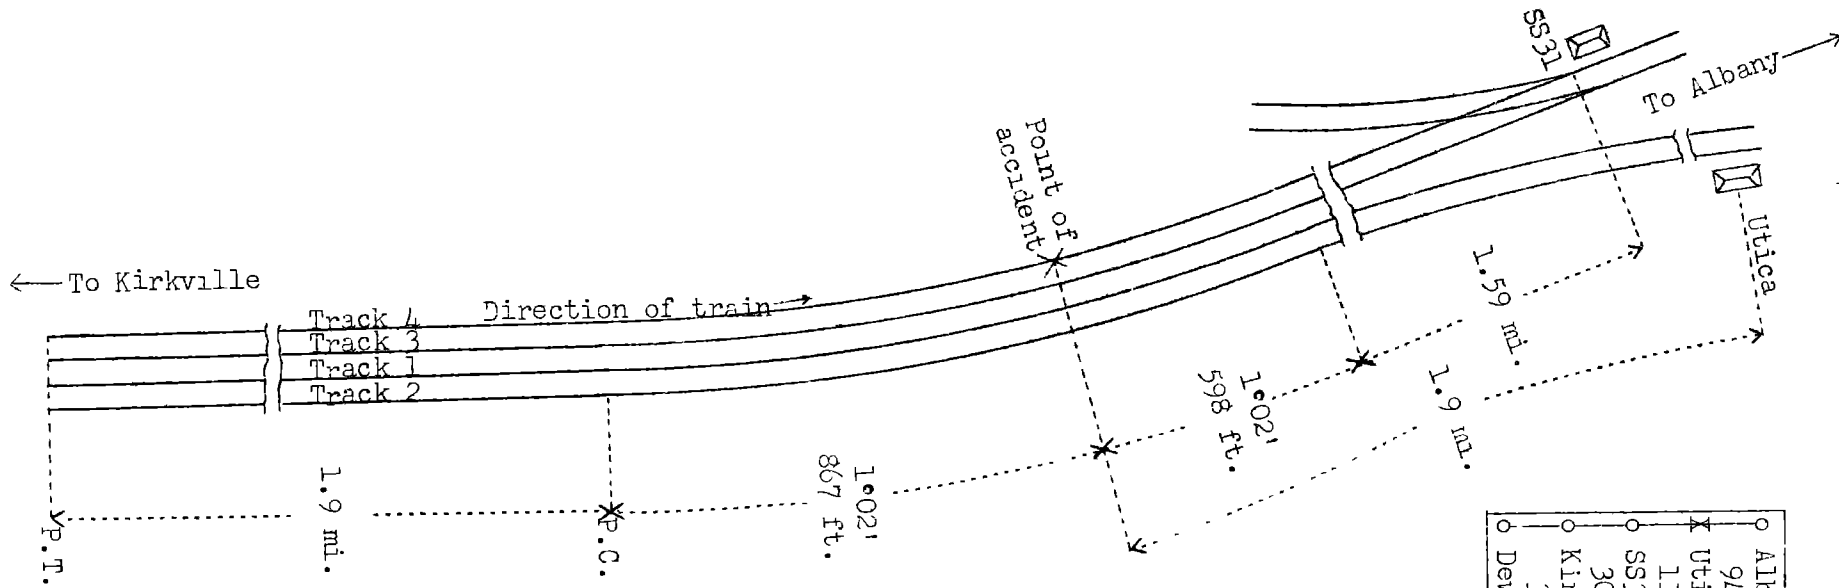 SS31
To Albany
Point of
accident
Utica
To Kirkville
Direction of train
Track 4
Track 3
Track 1
Track 2
1.59 mi.
1.9 mi.
1°02'
598 ft.
1°02'
867 ft.
1.9 mi.
P.T.
P.C.